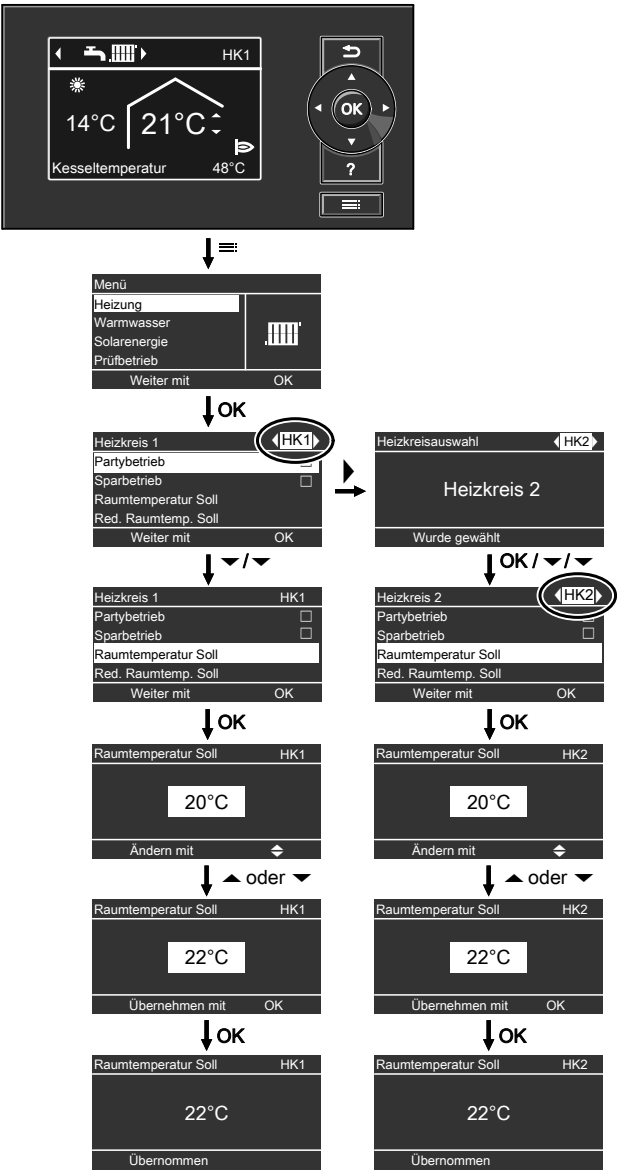 HK1
14°C 21°C
Kesseltemperatur 48°C
OK
?
Menü
Heizung
Warmwasser
Solarenergie
Prüfbetrieb
Weiter mit OK
OK
Heizkreis 1 HK1
Partybetrieb
Sparbetrieb
Raumtemperatur Soll
Red. Raumtemp. Soll
Weiter mit OK
Heizkreisauswahl HK2
Heizkreis 2
Wurde gewählt
/
OK / /
Heizkreis 1 HK1
Partybetrieb
Sparbetrieb
Raumtemperatur Soll
Red. Raumtemp. Soll
Weiter mit OK
Heizkreis 2 HK2
Partybetrieb
Sparbetrieb
Raumtemperatur Soll
Red. Raumtemp. Soll
Weiter mit OK
OK
OK
Raumtemperatur Soll HK1
20°C
Ändern mit
Raumtemperatur Soll HK2
20°C
Ändern mit
oder
oder
Raumtemperatur Soll HK1
22°C
Übernehmen mit OK
Raumtemperatur Soll HK2
22°C
Übernehmen mit OK
OK
OK
Raumtemperatur Soll HK1
22°C
Übernommen
Raumtemperatur Soll HK2
22°C
Übernommen